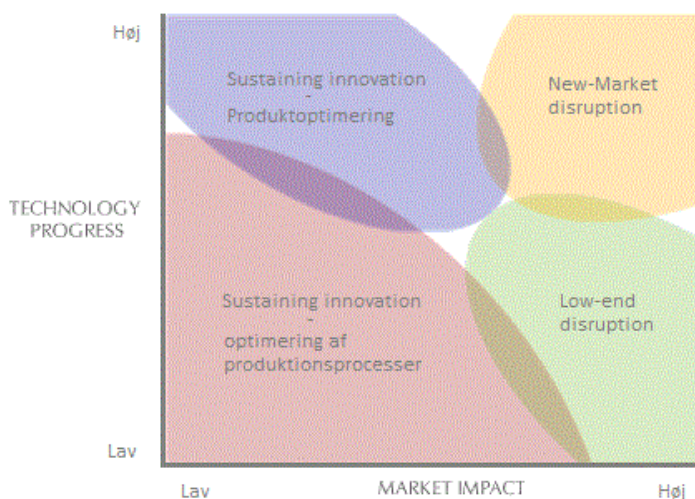 Høj
Sustaining innovation
-
Produktoptimering
New-Market
disruption
TECHNOLOGY
PROGRESS
Sustaining innovation
-
optimering af
produktionsprocesser
Low-end
disruption
Lav
Lav
MARKET IMPACT
Høj